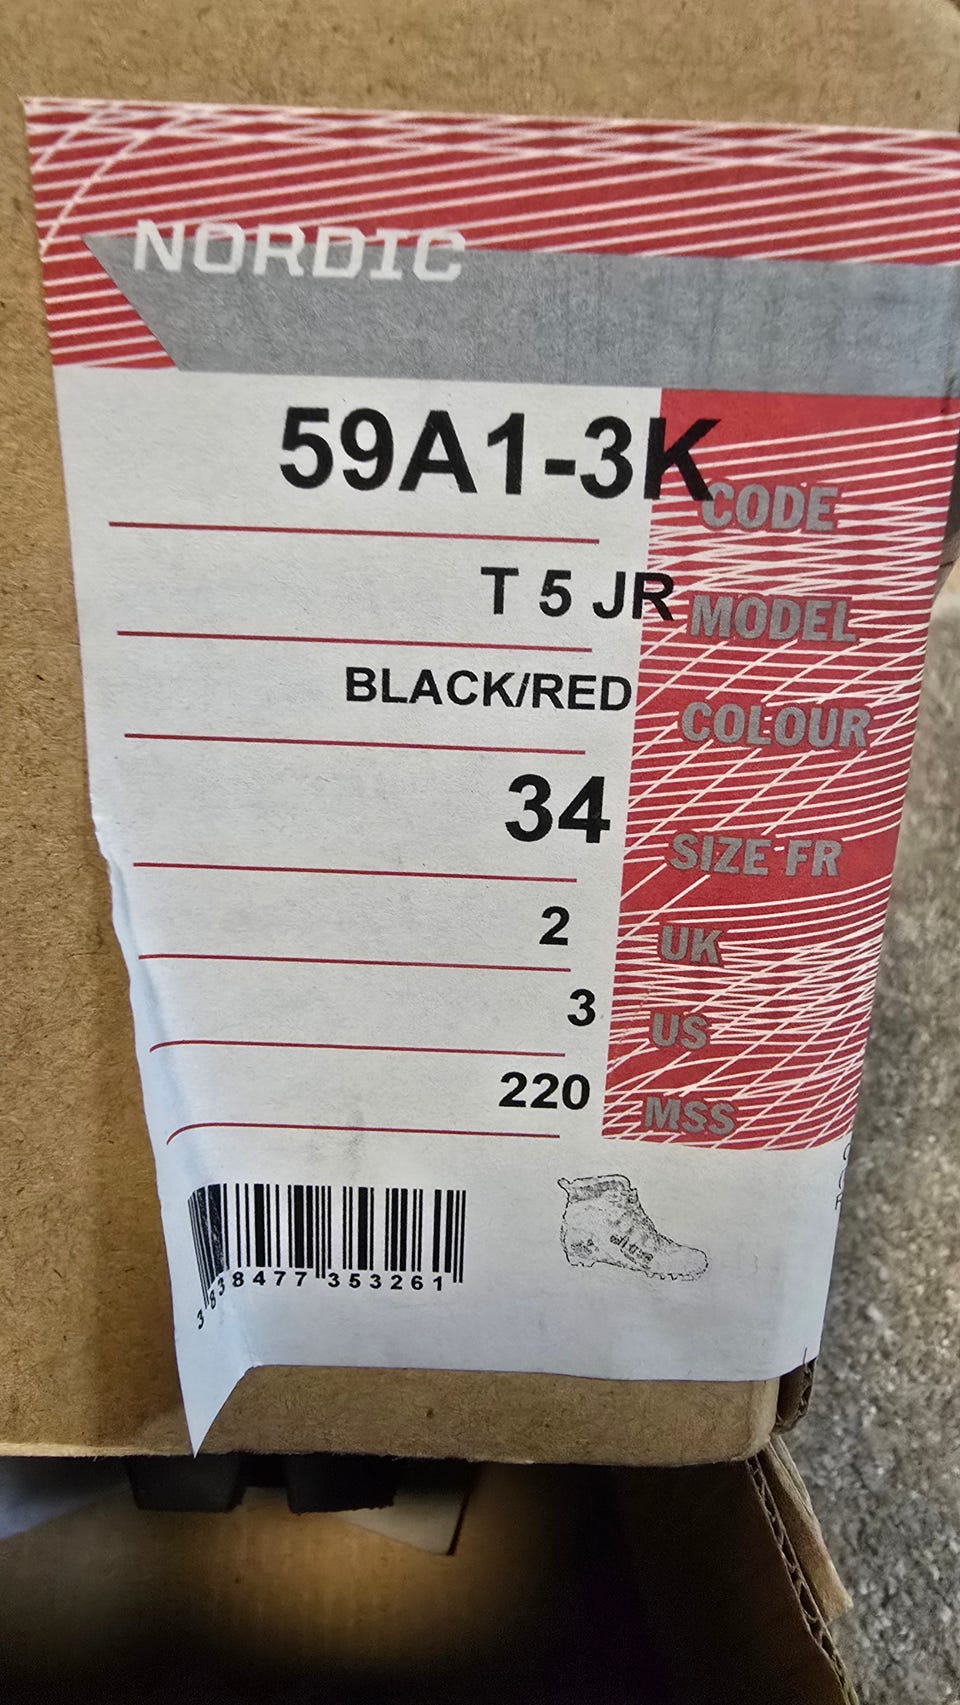 NORDIC
59A1-3K CODE
T 5 JR MODEL
BLACK/RED COLOUR
34 SIZE FR
2 UK
3 US
220 MSS
3 838477 353261